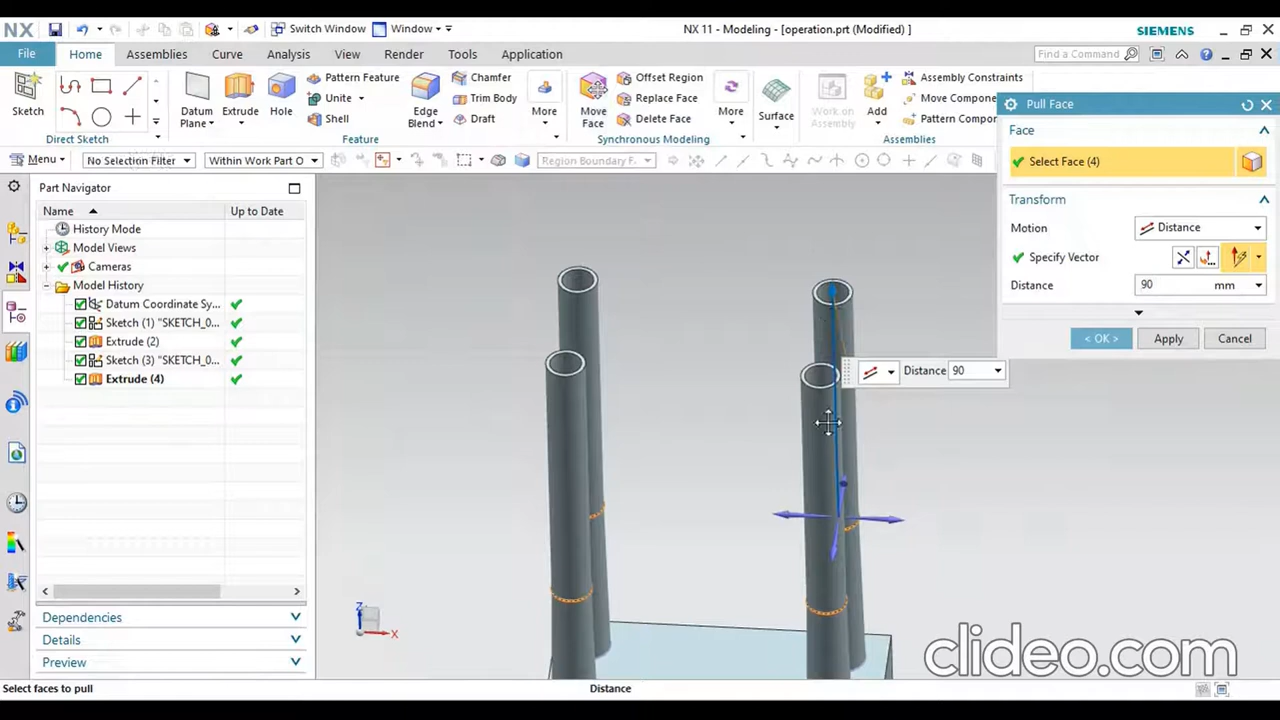 NX Switch Window Window NX 11 - Modeling - [operation.prt (Modified) ] SIEMENS
File Home Assemblies Curve Analysis View Render Tools Application Find a Command
Sketch
Direct Sketch
Datum Plane Extrude Hole
Pattern Feature
Unite
Shell
Edge Blend
Chamfer
Trim Body
Draft
More
Feature
Move Face
Offset Region
Replace Face
Delete Face
More
Synchronous Modeling
Surface
Work on Assembly
Add
Assembly Constraints
Move Compone
Pattern Compo
Assemblies
Menu No Selection Filter Within Work Part O Region Boundary F
Part Navigator
Name Up to Date
History Mode
Model Views
Cameras
Model History
Datum Coordinate Sy...
Sketch (1) "SKETCH_0...
Extrude (2)
Sketch (3) "SKETCH_0...
Extrude (4)
Dependencies
Details
Preview
Pull Face
Face
Select Face (4)
Transform
Motion Distance
Specify Vector
Distance 90 mm
< OK > Apply Cancel
Distance 90
Z
X
clideo.com
Select faces to pull Distance